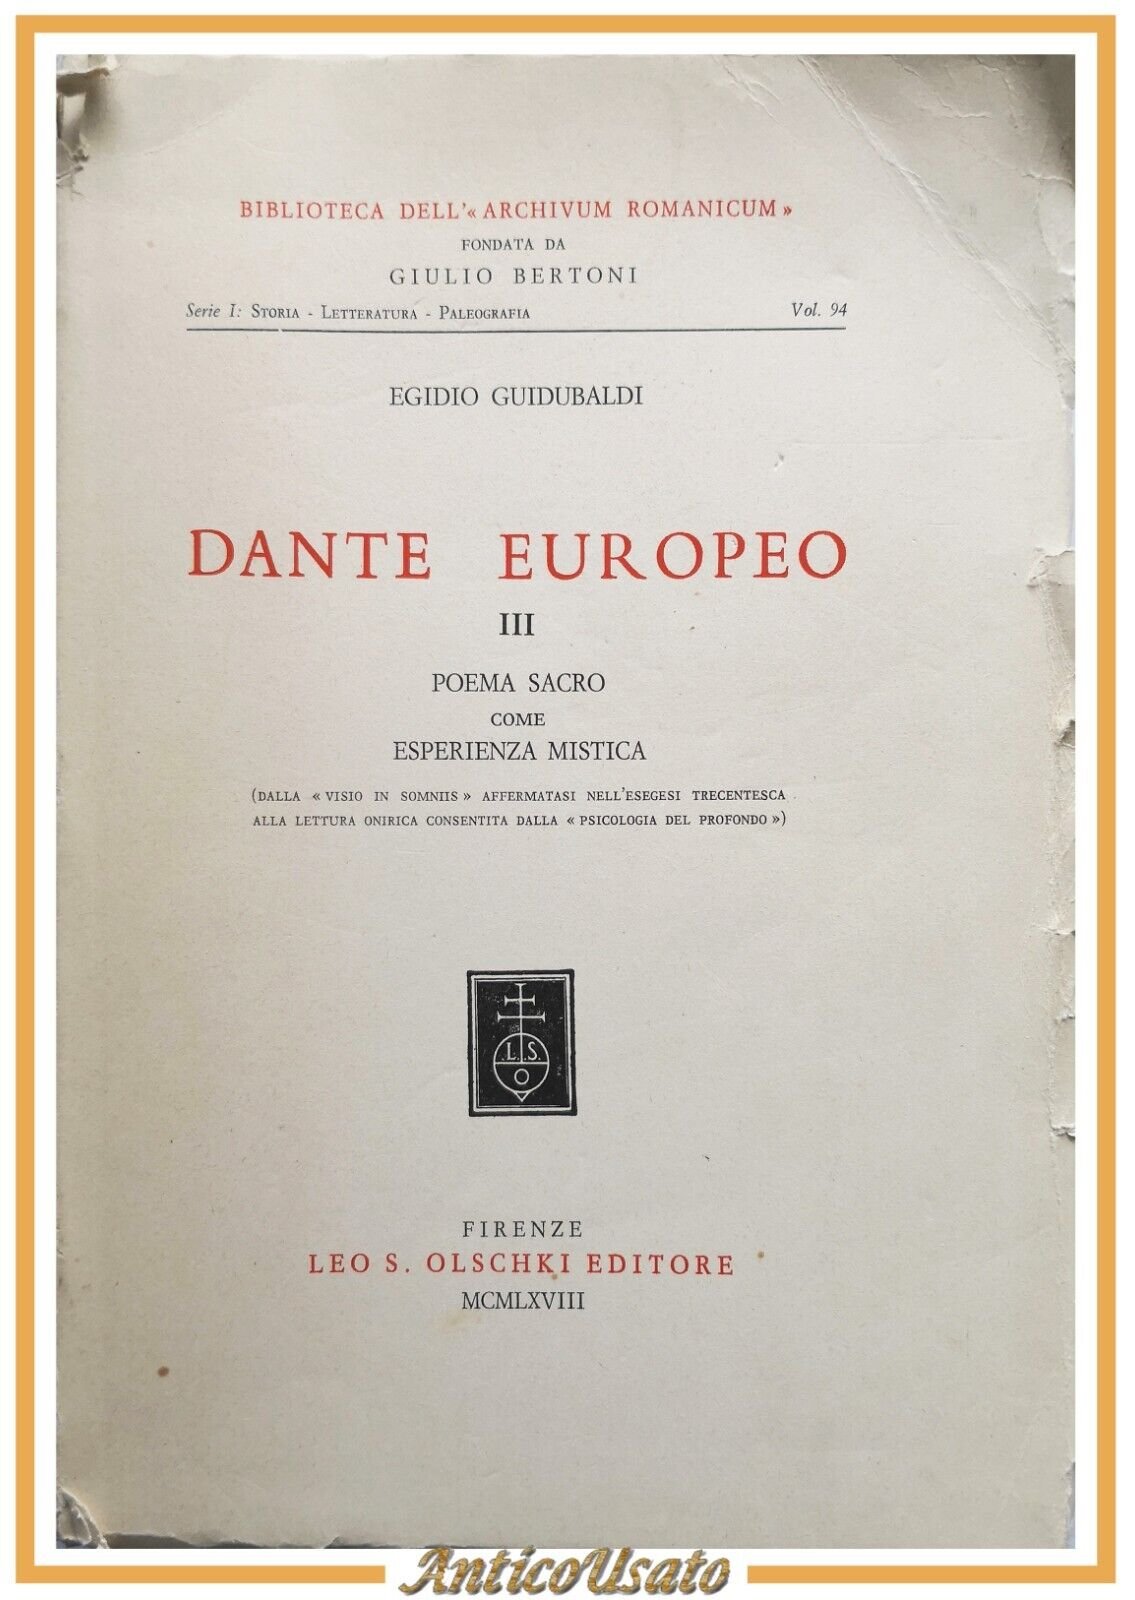 BIBLIOTECA DELL'« ARCHIVUM ROMANICUM »
FONDATA DA
GIULIO BERTONI
Serie I: STORIA - LETTERATURA - PALEOGRAFIA Vol. 94
EGIDIO GUIDUBALDI
DANTE EUROPEO
III
POEMA SACRO
COME
ESPERIENZA MISTICA
(DALLA « VISIO IN SOMNIIS » AFFERMATASI NELL'ESEGESI TRECENTESCA
ALLA LETTURA ONIRICA CONSENTITA DALLA « PSICOLOGIA DEL PROFONDO »)
.L.S.
O
FIRENZE
LEO S. OLSCHKI EDITORE
MCMLXVIII
AnticoUsato